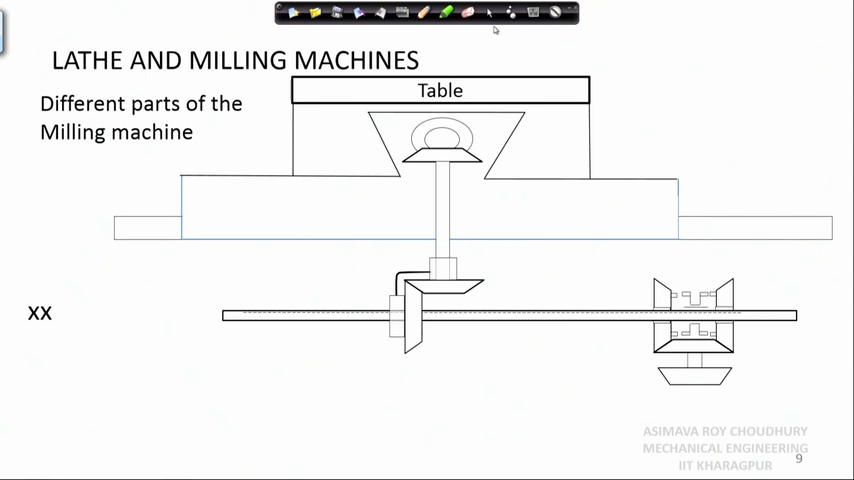 LATHE AND MILLING MACHINES
Table
Different parts of the
Milling machine
XX
ASIMAVA ROY CHOUDHURY
MECHANICAL ENGINEERING
IIT KHARAGPUR
9